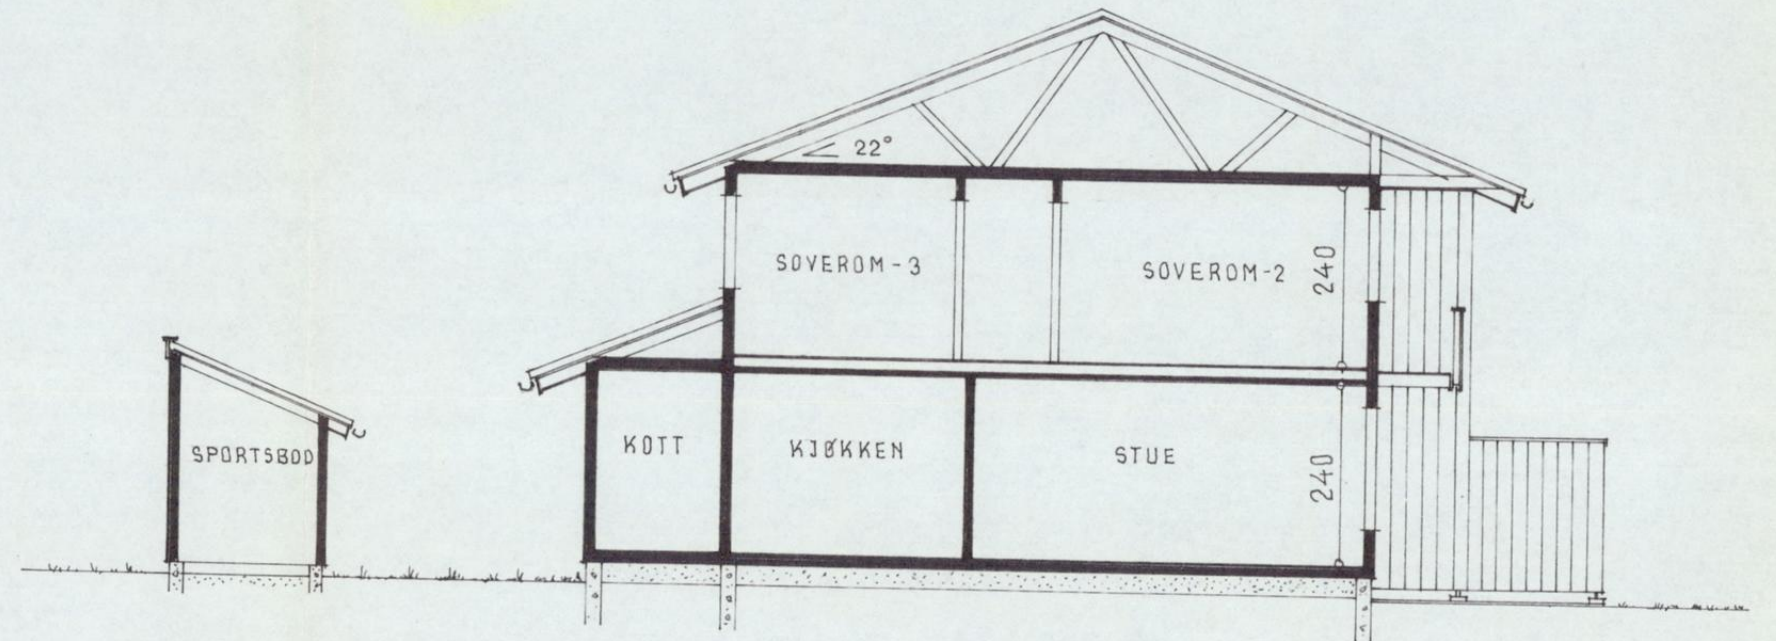 22°
SOVEROM-3
SOVEROM-2
240
SPORTSBOD
KOTT
KJØKKEN
STUE
240